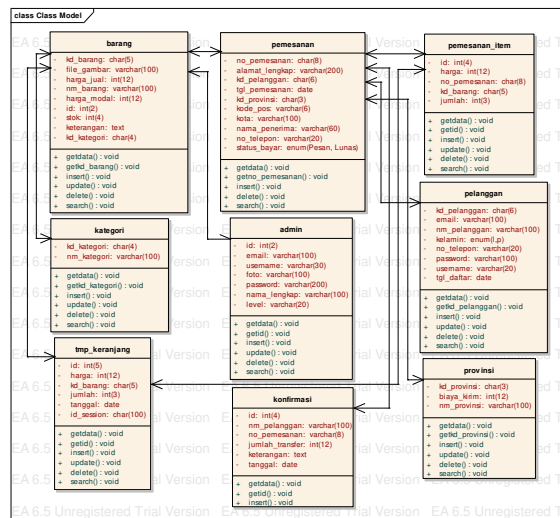 class Class Model
barang
- kd_barang: char(5)
- file_gambar: varchar(100)
- harga_jual: int(12)
- nm_barang: varchar(100)
- harga_modal: int(12)
- id: int(2)
- stok: int(4)
- keterangan: text
- kd_kategori: char(4)
+ getdata() : void
+ getkd_barang() : void
+ insert() : void
+ update() : void
+ delete() : void
+ search() : void
pemesanan
- no_pemesanan: char(8)
- alamat_lengkap: varchar(200)
- kd_pelanggan: char(6)
- tgl_pemesanan: date
- kd_provinsi: char(3)
- kode_pos: varchar(6)
- kota: varchar(100)
- nama_penerima: varchar(60)
- no_telepon: varchar(20)
- status_bayar: enum(Pesan, Lunas)
+ getdata() : void
+ getno_pemesanan() : void
+ insert() : void
+ update() : void
+ delete() : void
+ search() : void
pemesanan_item
- id: int(4)
- harga: int(12)
- no_pemesanan: char(8)
- kd_barang: char(5)
- jumlah: int(3)
+ getdata() : void
+ getid() : void
+ insert() : void
+ update() : void
+ delete() : void
+ search() : void
pelanggan
- kd_pelanggan: char(6)
- email: varchar(100)
- nm_pelanggan: varchar(100)
- kelamin: enum(l,p)
- no_telepon: varchar(20)
- password: varchar(100)
- username: varchar(20)
- tgl_daftar: date
+ getdata() : void
+ getkd_pelanggan() : void
+ insert() : void
+ update() : void
+ delete() : void
+ search() : void
kategori
- kd_kategori: char(4)
- nm_kategori: varchar(100)
+ getdata() : void
+ getkd_kategori() : void
+ insert() : void
+ update() : void
+ delete() : void
+ search() : void
admin
- id: int(2)
- email: varchar(100)
- username: varchar(30)
- foto: varchar(100)
- password: varchar(200)
- nama_lengkap: varchar(100)
- level: varchar(20)
+ getdata() : void
+ getid() : void
+ insert() : void
+ update() : void
+ delete() : void
+ search() : void
tmp_keranjang
- id: int(5)
- harga: int(12)
- kd_barang: char(5)
- jumlah: int(3)
- tanggal: date
- id_session: char(100)
+ getdata() : void
+ getid() : void
+ insert() : void
+ update() : void
+ delete() : void
+ search() : void
konfirmasi
- id: int(4)
- nm_pelanggan: varchar(100)
- no_pemesanan: varchar(8)
- jumlah_transfer: int(12)
- keterangan: text
- tanggal: date
+ getdata() : void
+ getid() : void
+ insert() : void
provinsi
- kd_provinsi: char(3)
- biaya_kirim: int(12)
- nm_provinsi: varchar(100)
+ getdata() : void
+ getkd_provinsi() : void
+ insert() : void
+ update() : void
+ delete() : void
+ search() : void
EA 6.5 Unregistered Trial Version EA 6.5 Unregistered Trial Version EA 6.5 Unregistered Trial